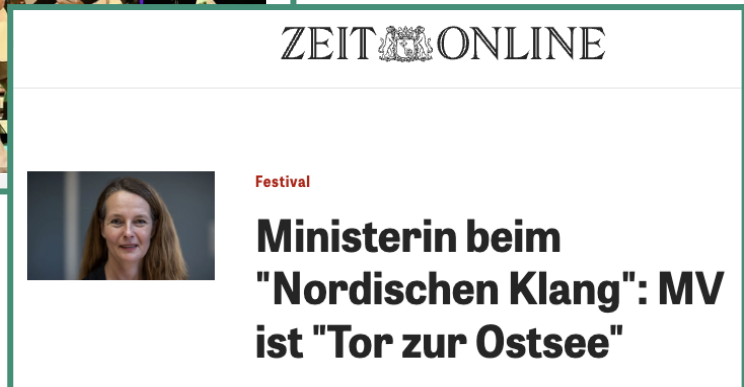 ZEIT ONLINE
Festival
Ministerin beim
"Nordischen Klang": MV
ist "Tor zur Ostsee"